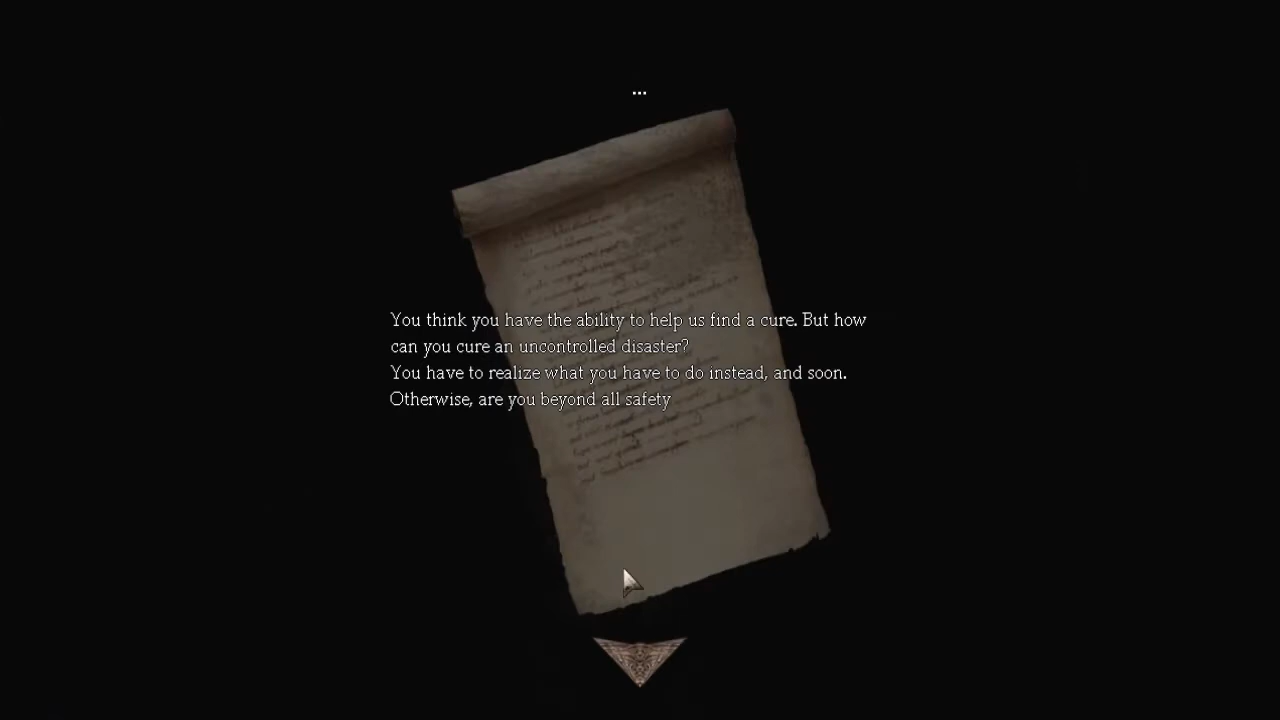 ...
You think you have the ability to help us find a cure. But how
can you cure an uncontrolled disaster?
You have to realize what you have to do instead, and soon.
Otherwise, are you beyond all safety